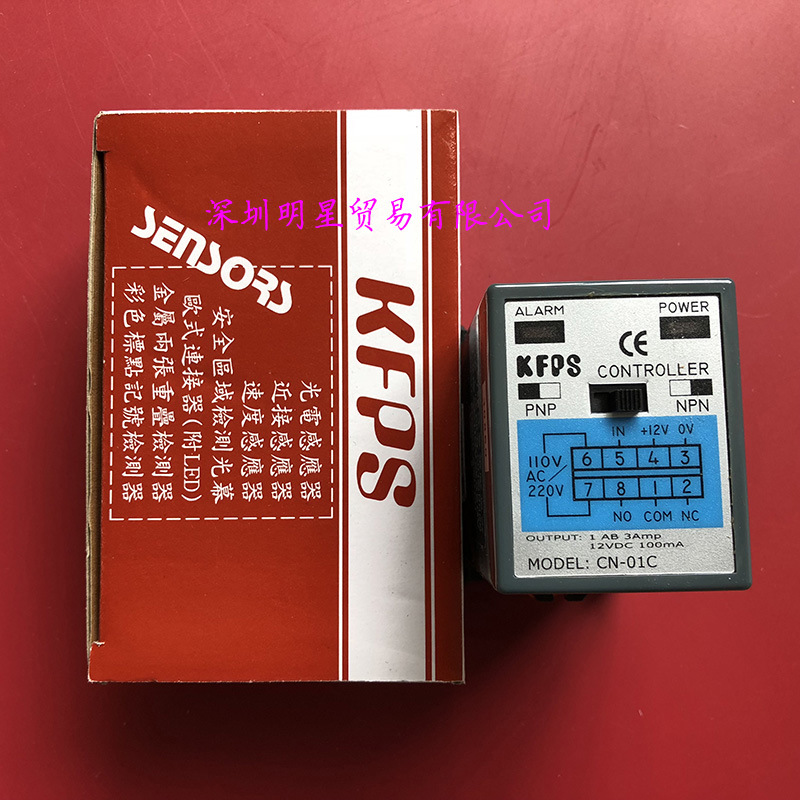 深圳明星贸易有限公司
SENSORS
KFPS
光電感應器
近接感應器
速度感應器
安全區域檢測光幕
歐式連接器(附LED)
金屬兩張重疊檢測器
彩色標點記號檢測器
ALARM
POWER
CE
KFPS
CONTROLLER
PNP
NPN
IN +12V 0V
110V
AC
220V
6 5 4 3
7 8 1 2
NO COM NC
OUTPUT: 1 AB 3Amp
12VDC 100mA
MODEL: CN-01C